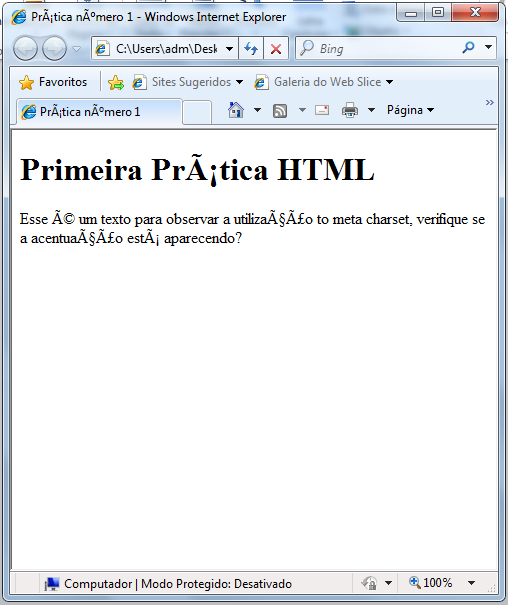 PrÃ¡tica nÃºmero 1 - Windows Internet Explorer
C:\Users\adm\Desk
Bing
Favoritos
Sites Sugeridos
Galeria do Web Slice
PrÃ¡tica nÃºmero 1
Página
»
Primeira PrÃ¡tica HTML
Esse Ã© um texto para observar a utilizaÃ§Ã£o to meta charset, verifique se
a acentuaÃ§Ã£o estÃ¡ aparecendo?
Computador | Modo Protegido: Desativado
100%